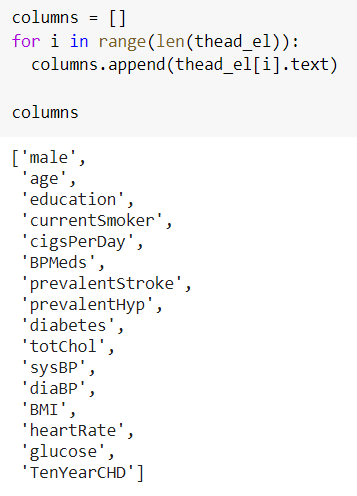 columns = []
for i in range(len(thead_el)):
  columns.append(thead_el[i].text)
columns
['male',
 'age',
 'education',
 'currentSmoker',
 'cigsPerDay',
 'BPMeds',
 'prevalentStroke',
 'prevalentHyp',
 'diabetes',
 'totChol',
 'sysBP',
 'diaBP',
 'BMI',
 'heartRate',
 'glucose',
 'TenYearCHD']